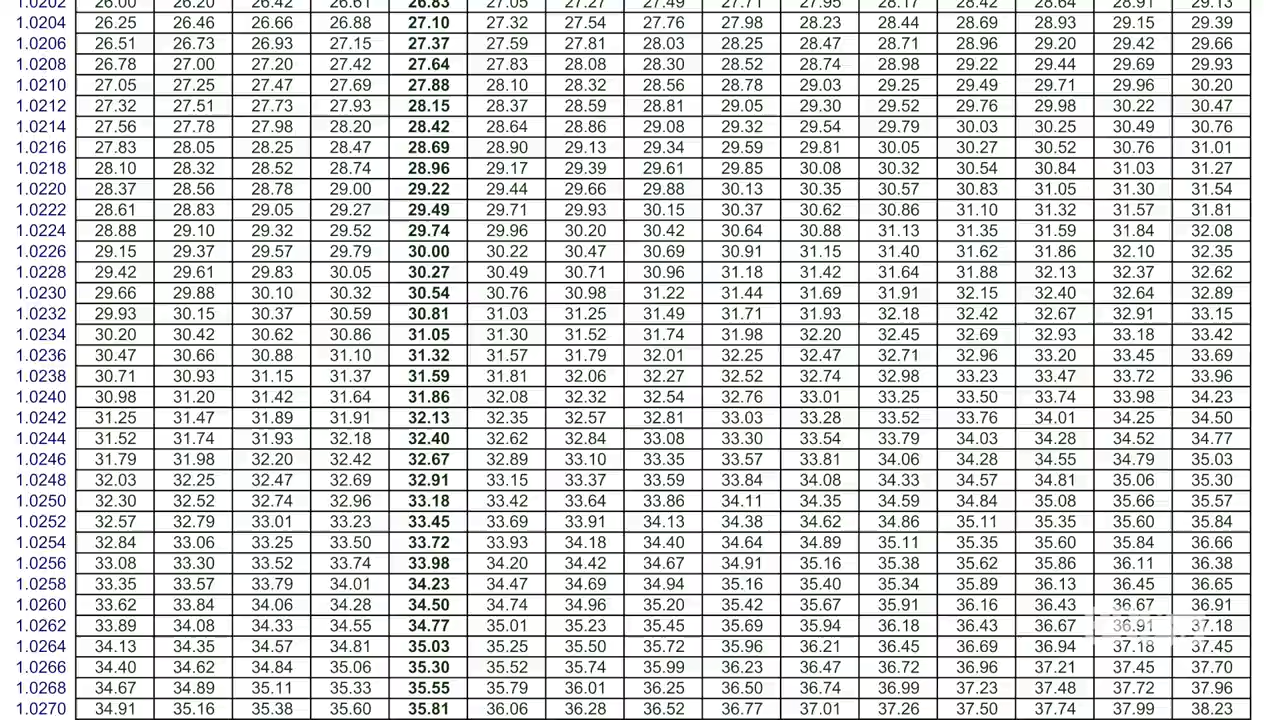 1.0202 26.00 26.20 26.42 26.61 26.83 27.05 27.27 27.49 27.71 27.95 28.17 28.42 28.64 28.91 29.13
1.0204 26.25 26.46 26.66 26.88 27.10 27.32 27.54 27.76 27.98 28.23 28.44 28.69 28.93 29.15 29.39
1.0206 26.51 26.73 26.93 27.15 27.37 27.59 27.81 28.03 28.25 28.47 28.71 28.96 29.20 29.42 29.66
1.0208 26.78 27.00 27.20 27.42 27.64 27.83 28.08 28.30 28.52 28.74 28.98 29.22 29.44 29.69 29.93
1.0210 27.05 27.25 27.47 27.69 27.88 28.10 28.32 28.56 28.78 29.03 29.25 29.49 29.71 29.96 30.20
1.0212 27.32 27.51 27.73 27.93 28.15 28.37 28.59 28.81 29.05 29.30 29.52 29.76 29.98 30.22 30.47
1.0214 27.56 27.78 27.98 28.20 28.42 28.64 28.86 29.08 29.32 29.54 29.79 30.03 30.25 30.49 30.76
1.0216 27.83 28.05 28.25 28.47 28.69 28.90 29.13 29.34 29.59 29.81 30.05 30.27 30.52 30.76 31.01
1.0218 28.10 28.32 28.52 28.74 28.96 29.17 29.39 29.61 29.85 30.08 30.32 30.54 30.84 31.03 31.27
1.0220 28.37 28.56 28.78 29.00 29.22 29.44 29.66 29.88 30.13 30.35 30.57 30.83 31.05 31.30 31.54
1.0222 28.61 28.83 29.05 29.27 29.49 29.71 29.93 30.15 30.37 30.62 30.86 31.10 31.32 31.57 31.81
1.0224 28.88 29.10 29.32 29.52 29.74 29.96 30.20 30.42 30.64 30.88 31.13 31.35 31.59 31.84 32.08
1.0226 29.15 29.37 29.57 29.79 30.00 30.22 30.47 30.69 30.91 31.15 31.40 31.62 31.86 32.10 32.35
1.0228 29.42 29.61 29.83 30.05 30.27 30.49 30.71 30.96 31.18 31.42 31.64 31.88 32.13 32.37 32.62
1.0230 29.66 29.88 30.10 30.32 30.54 30.76 30.98 31.22 31.44 31.69 31.91 32.15 32.40 32.64 32.89
1.0232 29.93 30.15 30.37 30.59 30.81 31.03 31.25 31.49 31.71 31.93 32.18 32.42 32.67 32.91 33.15
1.0234 30.20 30.42 30.62 30.86 31.05 31.30 31.52 31.74 31.98 32.20 32.45 32.69 32.93 33.18 33.42
1.0236 30.47 30.66 30.88 31.10 31.32 31.57 31.79 32.01 32.25 32.47 32.71 32.96 33.20 33.45 33.69
1.0238 30.71 30.93 31.15 31.37 31.59 31.81 32.06 32.27 32.52 32.74 32.98 33.23 33.47 33.72 33.96
1.0240 30.98 31.20 31.42 31.64 31.86 32.08 32.32 32.54 32.76 33.01 33.25 33.50 33.74 33.98 34.23
1.0242 31.25 31.47 31.89 31.91 32.13 32.35 32.57 32.81 33.03 33.28 33.52 33.76 34.01 34.25 34.50
1.0244 31.52 31.74 31.93 32.18 32.40 32.62 32.84 33.08 33.30 33.54 33.79 34.03 34.28 34.52 34.77
1.0246 31.79 31.98 32.20 32.42 32.67 32.89 33.10 33.35 33.57 33.81 34.06 34.28 34.55 34.79 35.03
1.0248 32.03 32.25 32.47 32.69 32.91 33.15 33.37 33.59 33.84 34.08 34.33 34.57 34.81 35.06 35.30
1.0250 32.30 32.52 32.74 32.96 33.18 33.42 33.64 33.86 34.11 34.35 34.59 34.84 35.08 35.66 35.57
1.0252 32.57 32.79 33.01 33.23 33.45 33.69 33.91 34.13 34.38 34.62 34.86 35.11 35.35 35.60 35.84
1.0254 32.84 33.06 33.25 33.50 33.72 33.93 34.18 34.40 34.64 34.89 35.11 35.35 35.60 35.84 36.66
1.0256 33.08 33.30 33.52 33.74 33.98 34.20 34.42 34.67 34.91 35.16 35.38 35.62 35.86 36.11 36.38
1.0258 33.35 33.57 33.79 34.01 34.23 34.47 34.69 34.94 35.16 35.40 35.34 35.89 36.13 36.45 36.65
1.0260 33.62 33.84 34.06 34.28 34.50 34.74 34.96 35.20 35.42 35.67 35.91 36.16 36.43 36.67 36.91
1.0262 33.89 34.08 34.33 34.55 34.77 35.01 35.23 35.45 35.69 35.94 36.18 36.43 36.67 36.91 37.18
1.0264 34.13 34.35 34.57 34.81 35.03 35.25 35.50 35.72 35.96 36.21 36.45 36.69 36.94 37.18 37.45
1.0266 34.40 34.62 34.84 35.06 35.30 35.52 35.74 35.99 36.23 36.47 36.72 36.96 37.21 37.45 37.70
1.0268 34.67 34.89 35.11 35.33 35.55 35.79 36.01 36.25 36.50 36.74 36.99 37.23 37.48 37.72 37.96
1.0270 34.91 35.16 35.38 35.60 35.81 36.06 36.28 36.52 36.77 37.01 37.26 37.50 37.74 37.99 38.23